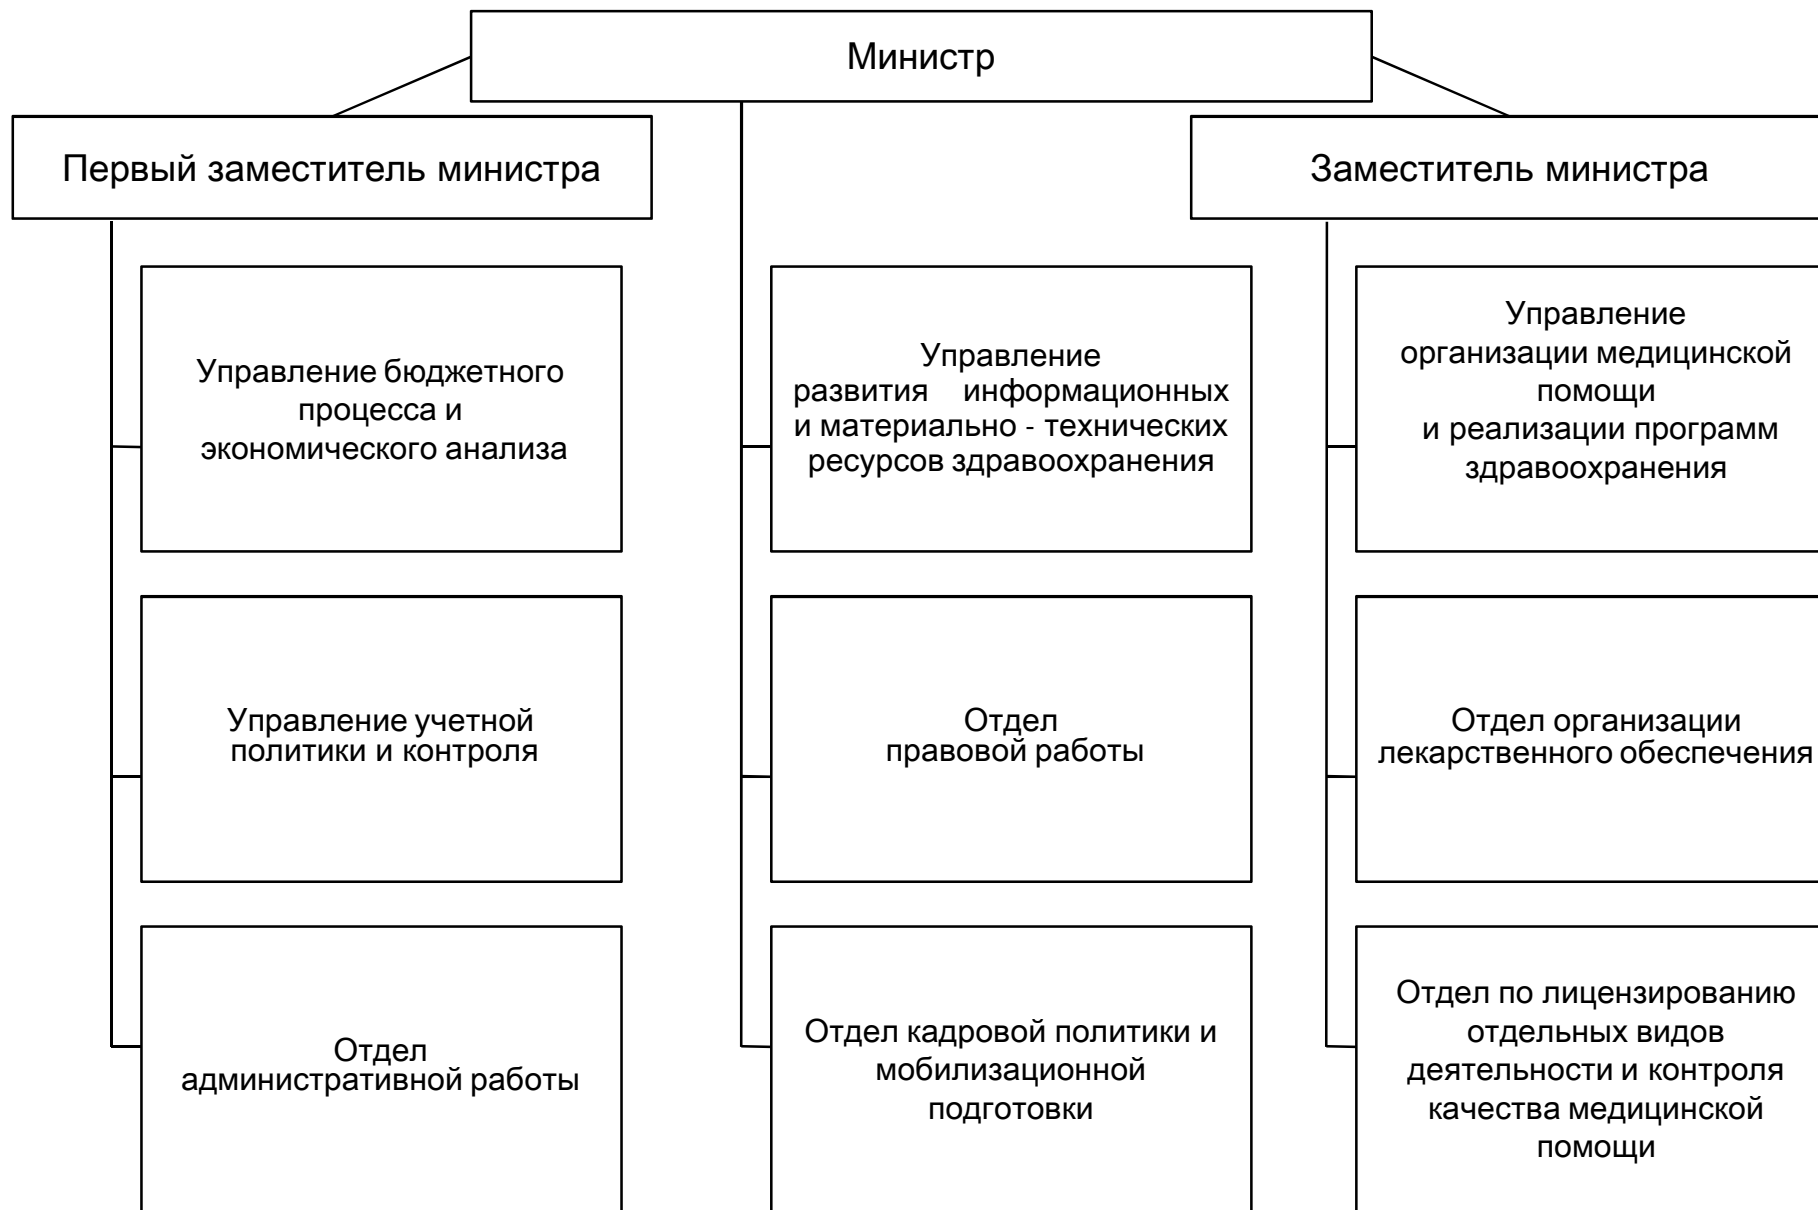 Министр
Первый заместитель министра
Заместитель министра
Управление бюджетного
процесса и
экономического анализа
Управление
развития информационных
и материально - технических
ресурсов здравоохранения
Управление
организации медицинской
помощи
и реализации программ
здравоохранения
Управление учетной
политики и контроля
Отдел
правовой работы
Отдел организации
лекарственного обеспечения
Отдел
административной работы
Отдел кадровой политики и
мобилизационной
подготовки
Отдел по лицензированию
отдельных видов
деятельности и контроля
качества медицинской
помощи